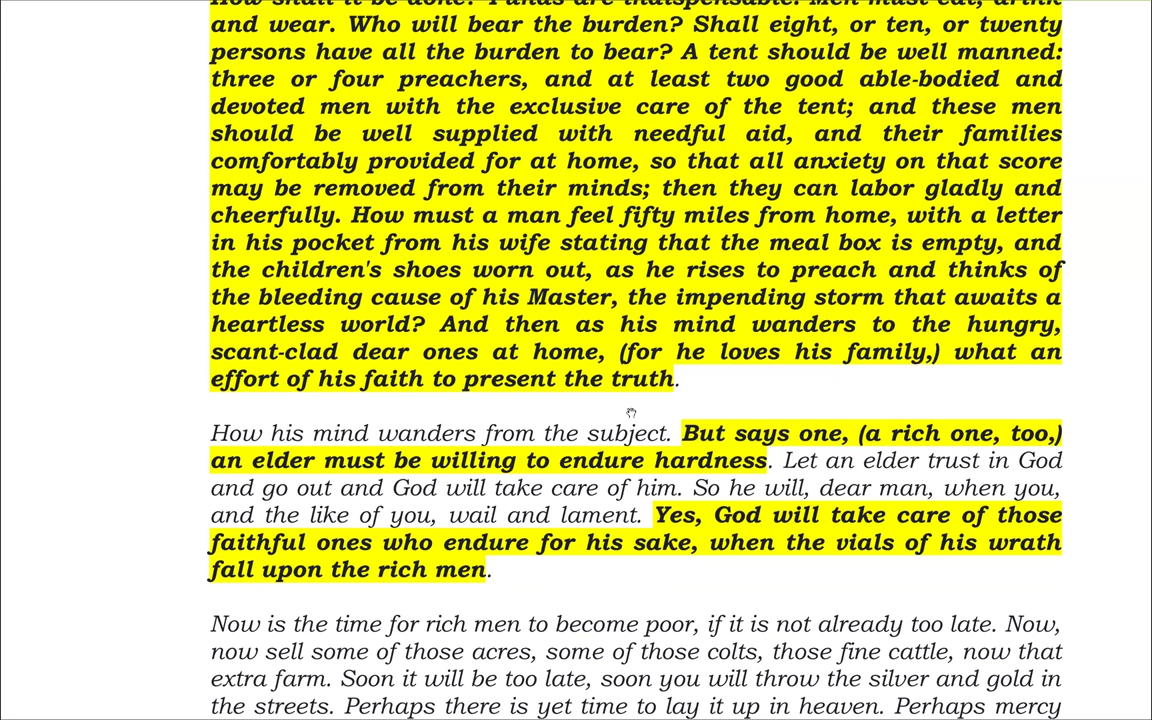 How shall it be done? Funds are indispensable. Men must eat, drink
and wear. Who will bear the burden? Shall eight, or ten, or twenty
persons have all the burden to bear? A tent should be well manned:
three or four preachers, and at least two good able-bodied and
devoted men with the exclusive care of the tent; and these men
should be well supplied with needful aid, and their families
comfortably provided for at home, so that all anxiety on that score
may be removed from their minds; then they can labor gladly and
cheerfully. How must a man feel fifty miles from home, with a letter
in his pocket from his wife stating that the meal box is empty, and
the children's shoes worn out, as he rises to preach and thinks of
the bleeding cause of his Master, the impending storm that awaits a
heartless world? And then as his mind wanders to the hungry,
scant-clad dear ones at home, (for he loves his family,) what an
effort of his faith to present the truth.
How his mind wanders from the subject. But says one, (a rich one, too,)
an elder must be willing to endure hardness. Let an elder trust in God
and go out and God will take care of him. So he will, dear man, when you,
and the like of you, wail and lament. Yes, God will take care of those
faithful ones who endure for his sake, when the vials of his wrath
fall upon the rich men.
Now is the time for rich men to become poor, if it is not already too late. Now,
now sell some of those acres, some of those colts, those fine cattle, now that
extra farm. Soon it will be too late, soon you will throw the silver and gold in
the streets. Perhaps there is yet time to lay it up in heaven. Perhaps mercy